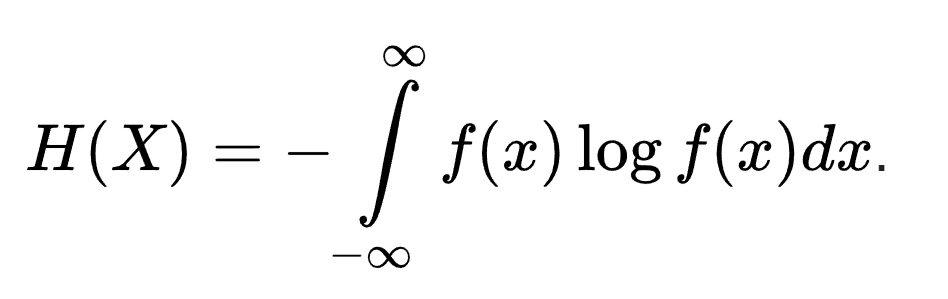 H(X) = − ∫_{−∞}^{∞} f(x) log f(x)dx.